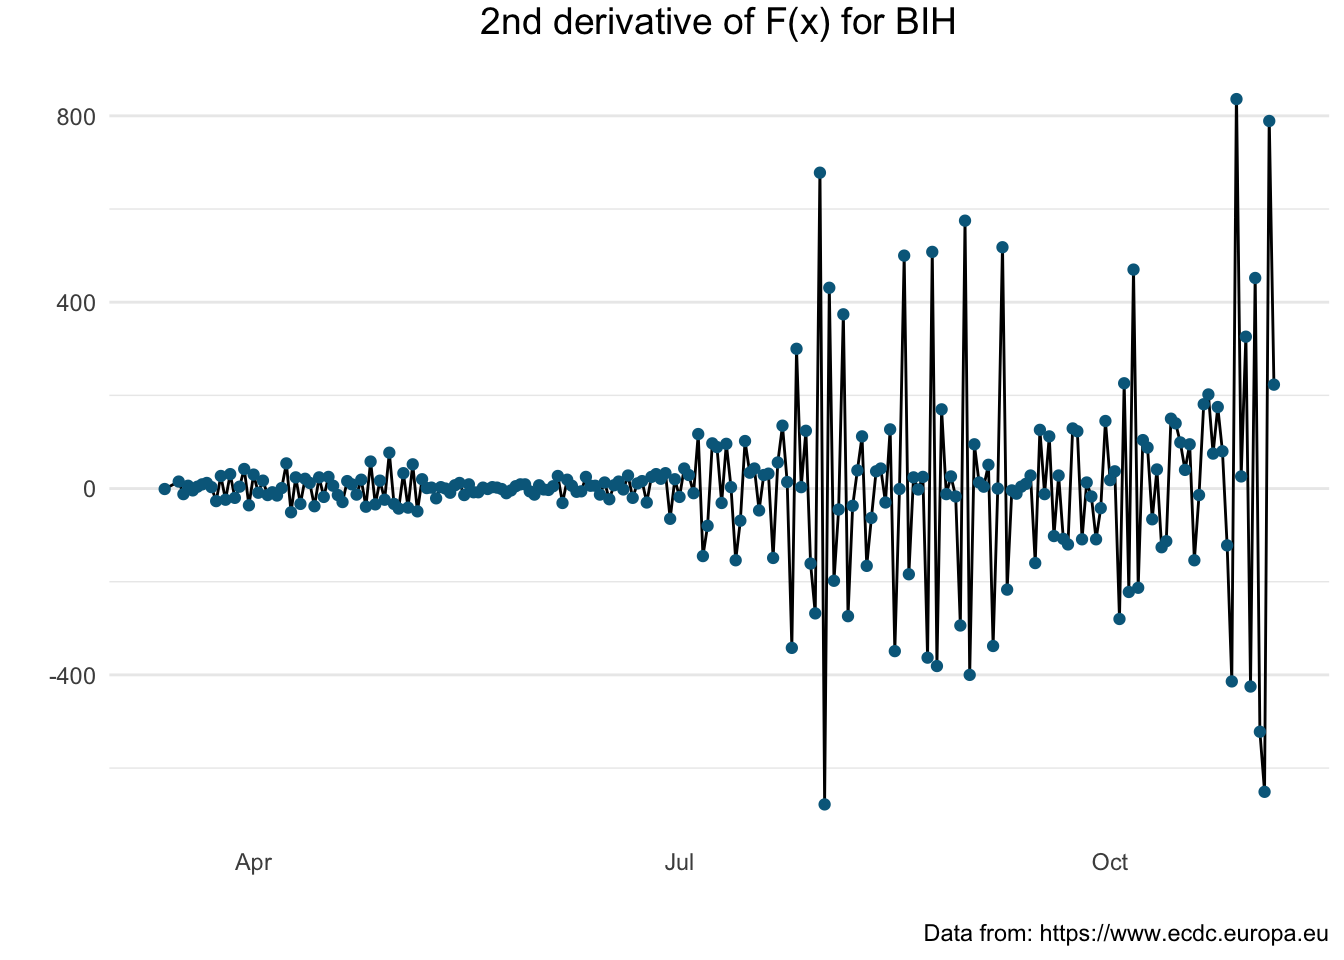 2nd derivative of F(x) for BIH
800
400
0
-400
Apr Jul Oct
Data from: https://www.ecdc.europa.eu